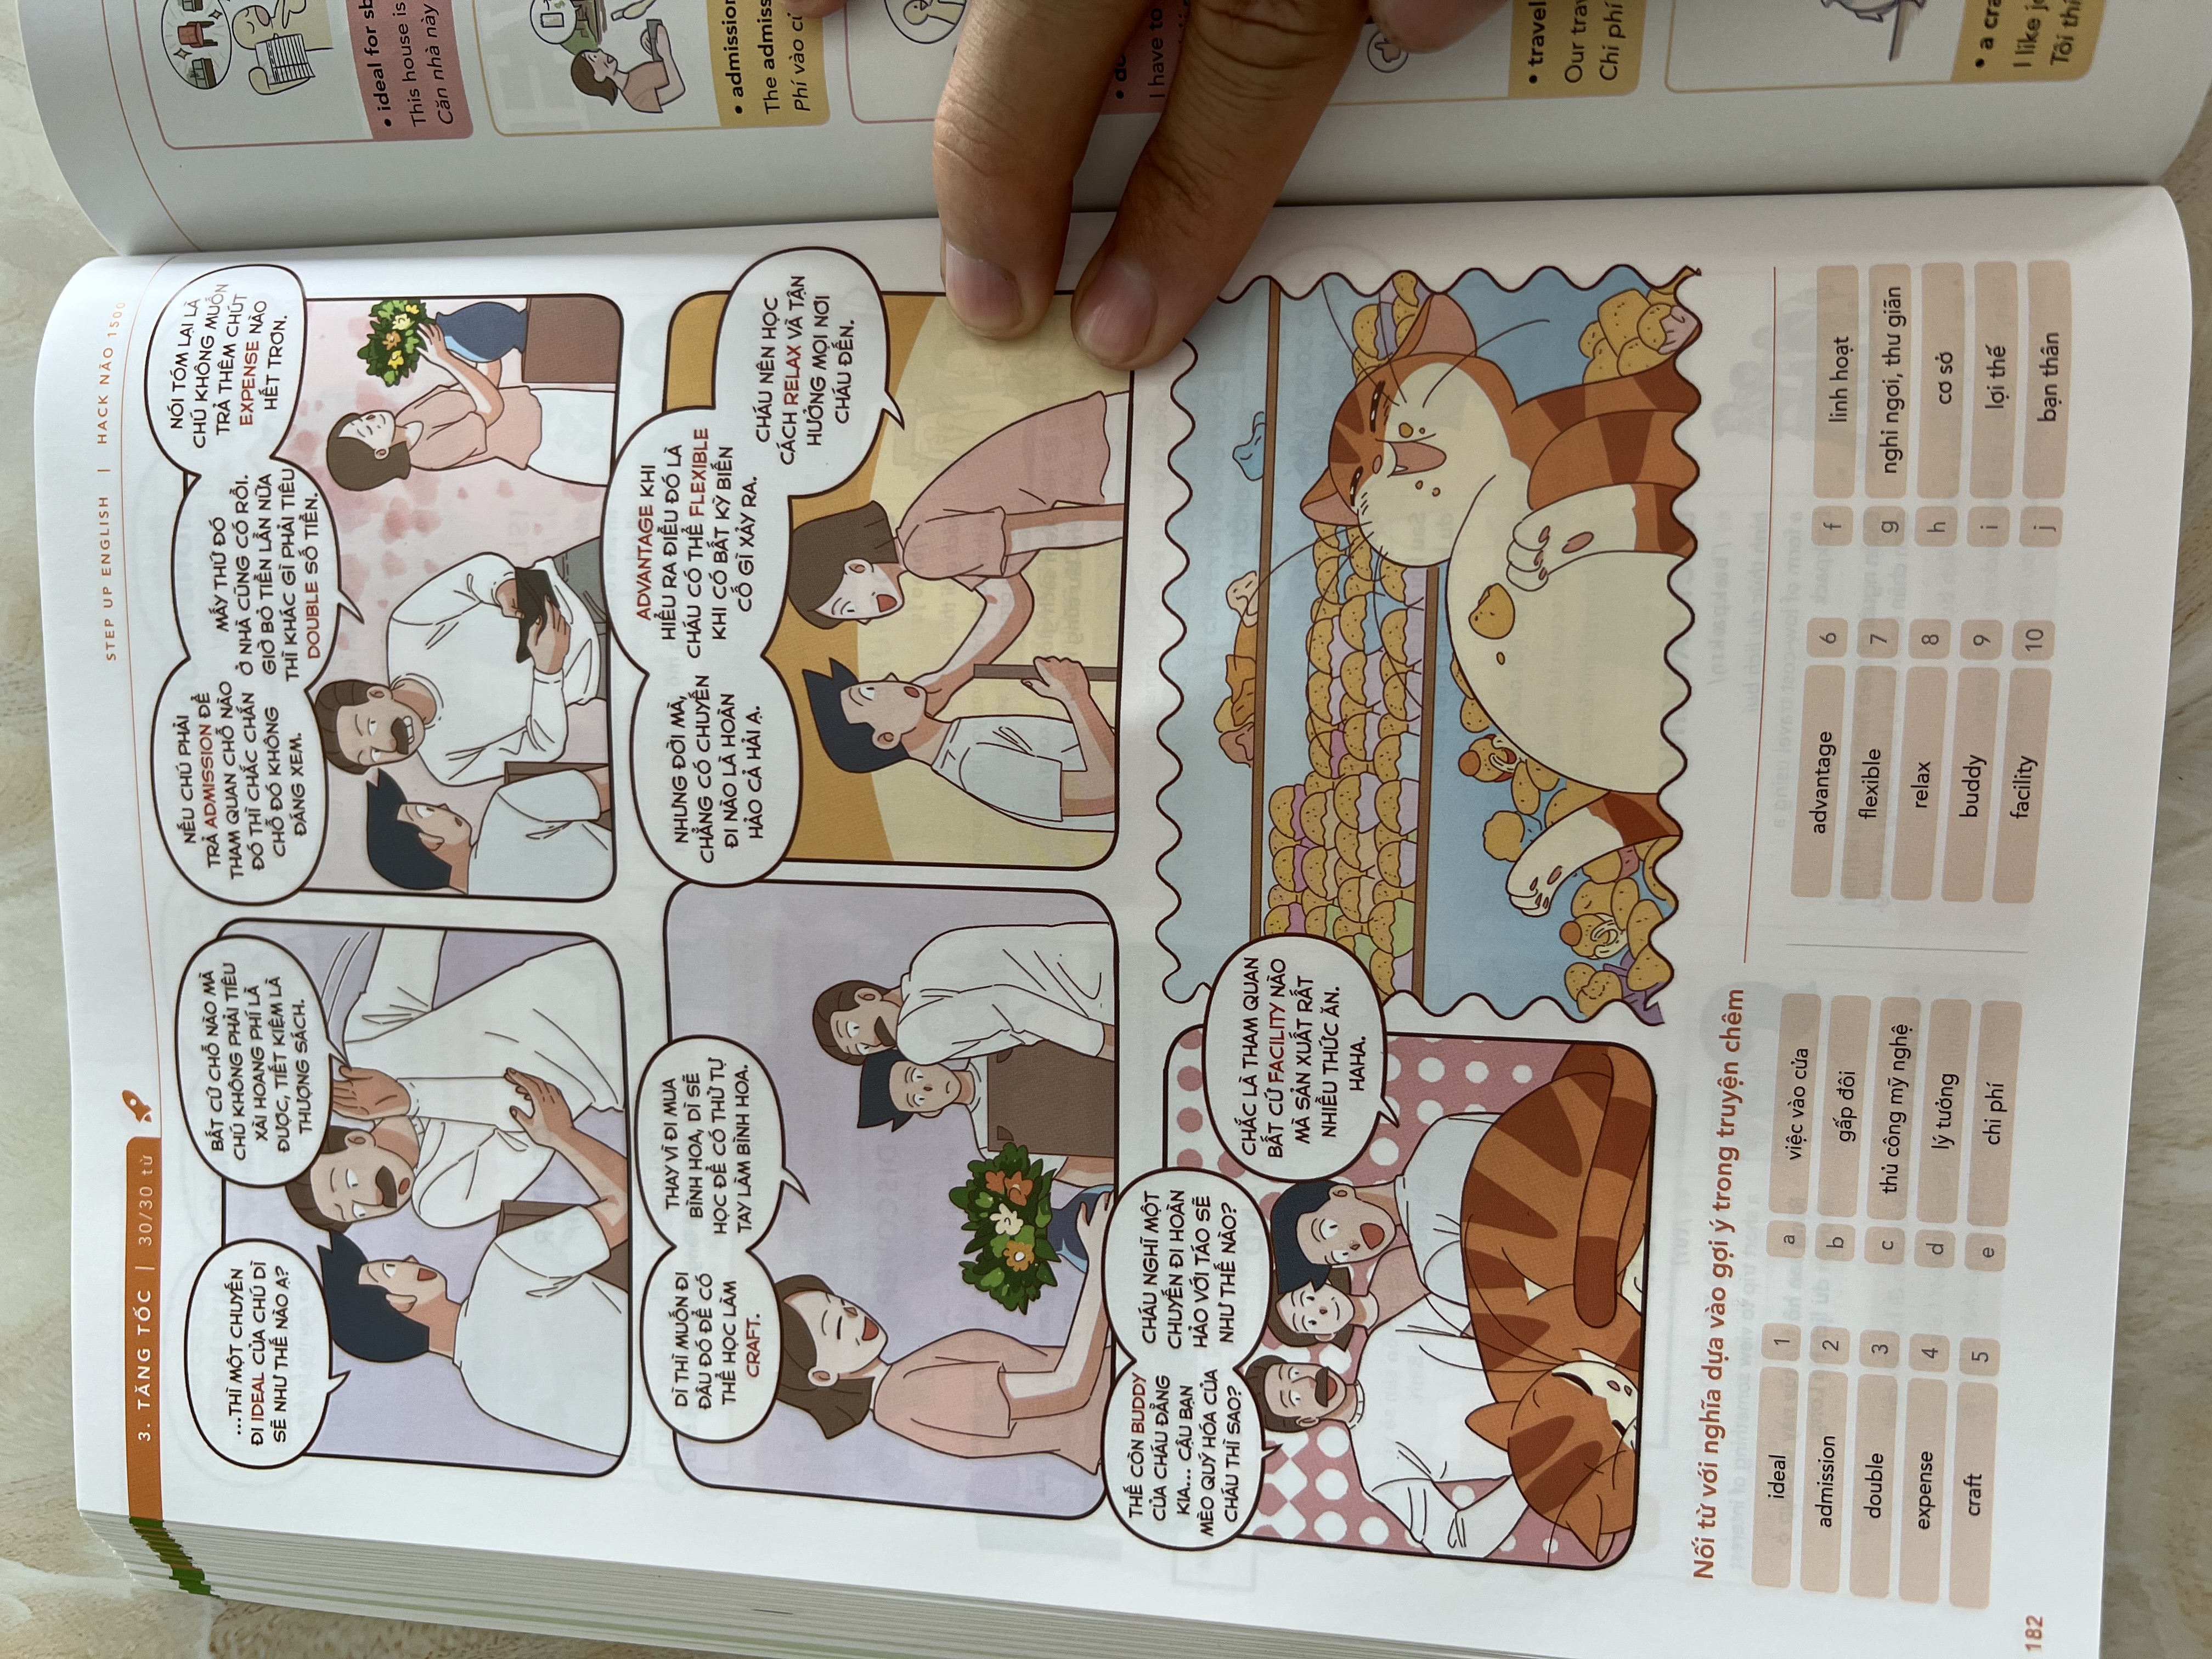 STEP UP ENGLISH | HACK NÃO 1500
3. TĂNG TỐC | 30/30 từ
...THÌ MỘT CHUYẾN
ĐI IDEAL CỦA CHÚ DÌ
SẼ NHƯ THẾ NÀO Ạ?
BẤT CỨ CHỖ NÀO MÀ
CHÚ KHÔNG PHẢI TIÊU
XÀI HOANG PHÍ LÀ
ĐƯỢC, TIẾT KIỆM LÀ
THƯỢNG SÁCH.
NẾU CHÚ PHẢI
TRẢ ADMISSION ĐỂ
THAM QUAN CHỖ NÀO
ĐÓ THÌ CHẮC CHẮN
CHỖ ĐÓ KHÔNG
ĐÁNG XEM.
MẤY THỨ ĐÓ
Ở NHÀ CŨNG CÓ RỒI.
GIỜ BỎ TIỀN LẦN NỮA
THÌ KHÁC GÌ PHẢI TIÊU
DOUBLE SỐ TIỀN.
NÓI TÓM LẠI LÀ
CHÚ KHÔNG MUỐN
TRẢ THÊM CHÚT
EXPENSE NÀO
HẾT TRƠN.
DÌ THÌ MUỐN ĐI
ĐÂU ĐÓ ĐỂ CÓ
THỂ HỌC LÀM
CRAFT.
THAY VÌ ĐI MUA
BÌNH HOA, DÌ SẼ
HỌC ĐỂ CÓ THỬ TỰ
TAY LÀM BÌNH HOA.
NHƯNG ĐỜI MÀ,
CHẲNG CÓ CHUYẾN
ĐI NÀO LÀ HOÀN
HẢO CẢ HẢI Ạ.
ADVANTAGE KHI
HIỂU RA ĐIỀU ĐÓ LÀ
CHÁU CÓ THỂ FLEXIBLE
KHI CÓ BẤT KỲ BIẾN
CỐ GÌ XẢY RA.
CHÁU NÊN HỌC
CÁCH RELAX VÀ TẬN
HƯỞNG MỌI NƠI
CHÁU ĐẾN.
THẾ CÒN BUDDY
CỦA CHÁU ĐẰNG
KIA... CẬU BẠN
MÈO QUÝ HÓA CỦA
CHÁU THÌ SAO?
CHÁU NGHĨ MỘT
CHUYẾN ĐI HOÀN
HẢO VỚI TÁO SẼ
NHƯ THẾ NÀO?
CHẮC LÀ THAM QUAN
BẤT CỨ FACILITY NÀO
MÀ SẢN XUẤT RẤT
NHIỀU THỨC ĂN.
HAHA.
Nối từ với nghĩa dựa vào gợi ý trong truyện chêm
ideal 1 a việc vào cửa
admission 2 b gấp đôi
double 3 c thủ công mỹ nghệ
expense 4 d lý tưởng
craft 5 e chi phí
advantage 6 f linh hoạt
flexible 7 g nghỉ ngơi, thư giãn
relax 8 h cơ sở
buddy 9 i lợi thế
facility 10 j bạn thân
182
• ideal for
This house is
Căn nhà này
• admission
The
Phí vào
I have to
• travel
Our
Chi phí
• a
I like
Tôi